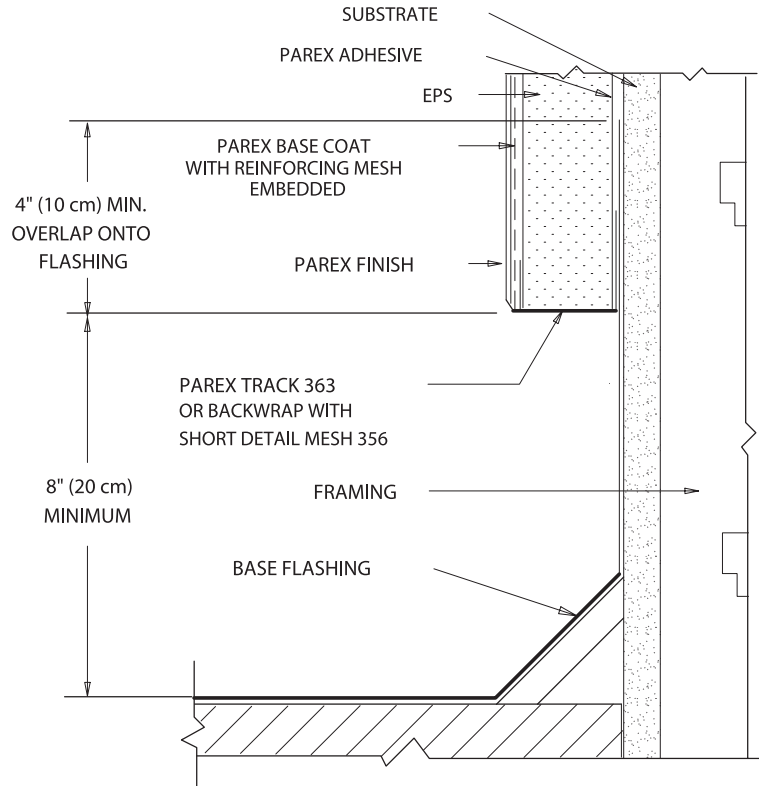 SUBSTRATE
PAREX ADHESIVE
EPS
PAREX BASE COAT
WITH REINFORCING MESH
EMBEDDED
4" (10 cm) MIN.
OVERLAP ONTO
FLASHING
PAREX FINISH
PAREX TRACK 363
OR BACKWRAP WITH
SHORT DETAIL MESH 356
8" (20 cm)
MINIMUM
FRAMING
BASE FLASHING